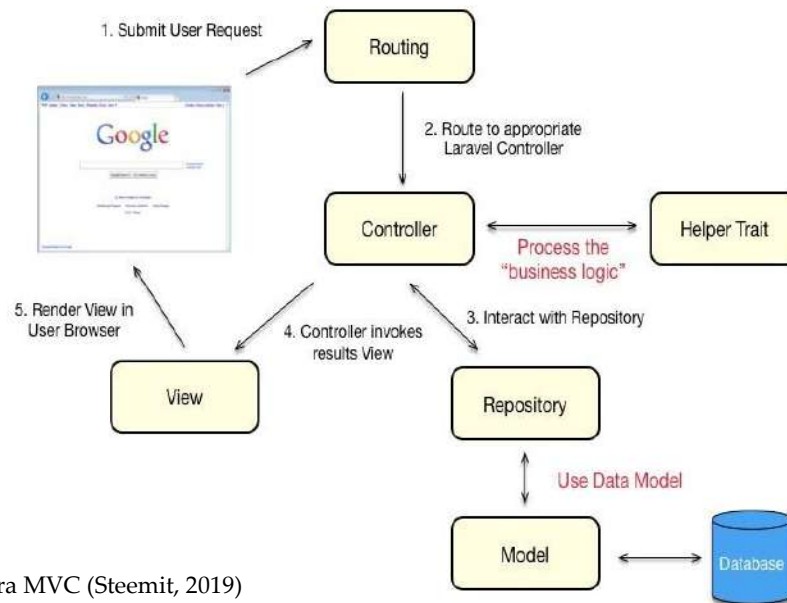 1. Submit User Request
Routing
Google
2. Route to appropriate
Laravel Controller
Controller
Process the
“business logic”
Helper Trait
5. Render View in
User Browser
4. Controller invokes
results View
3. Interact with Repository
View
Repository
Use Data Model
Model
Database
ra MVC (Steemit, 2019)